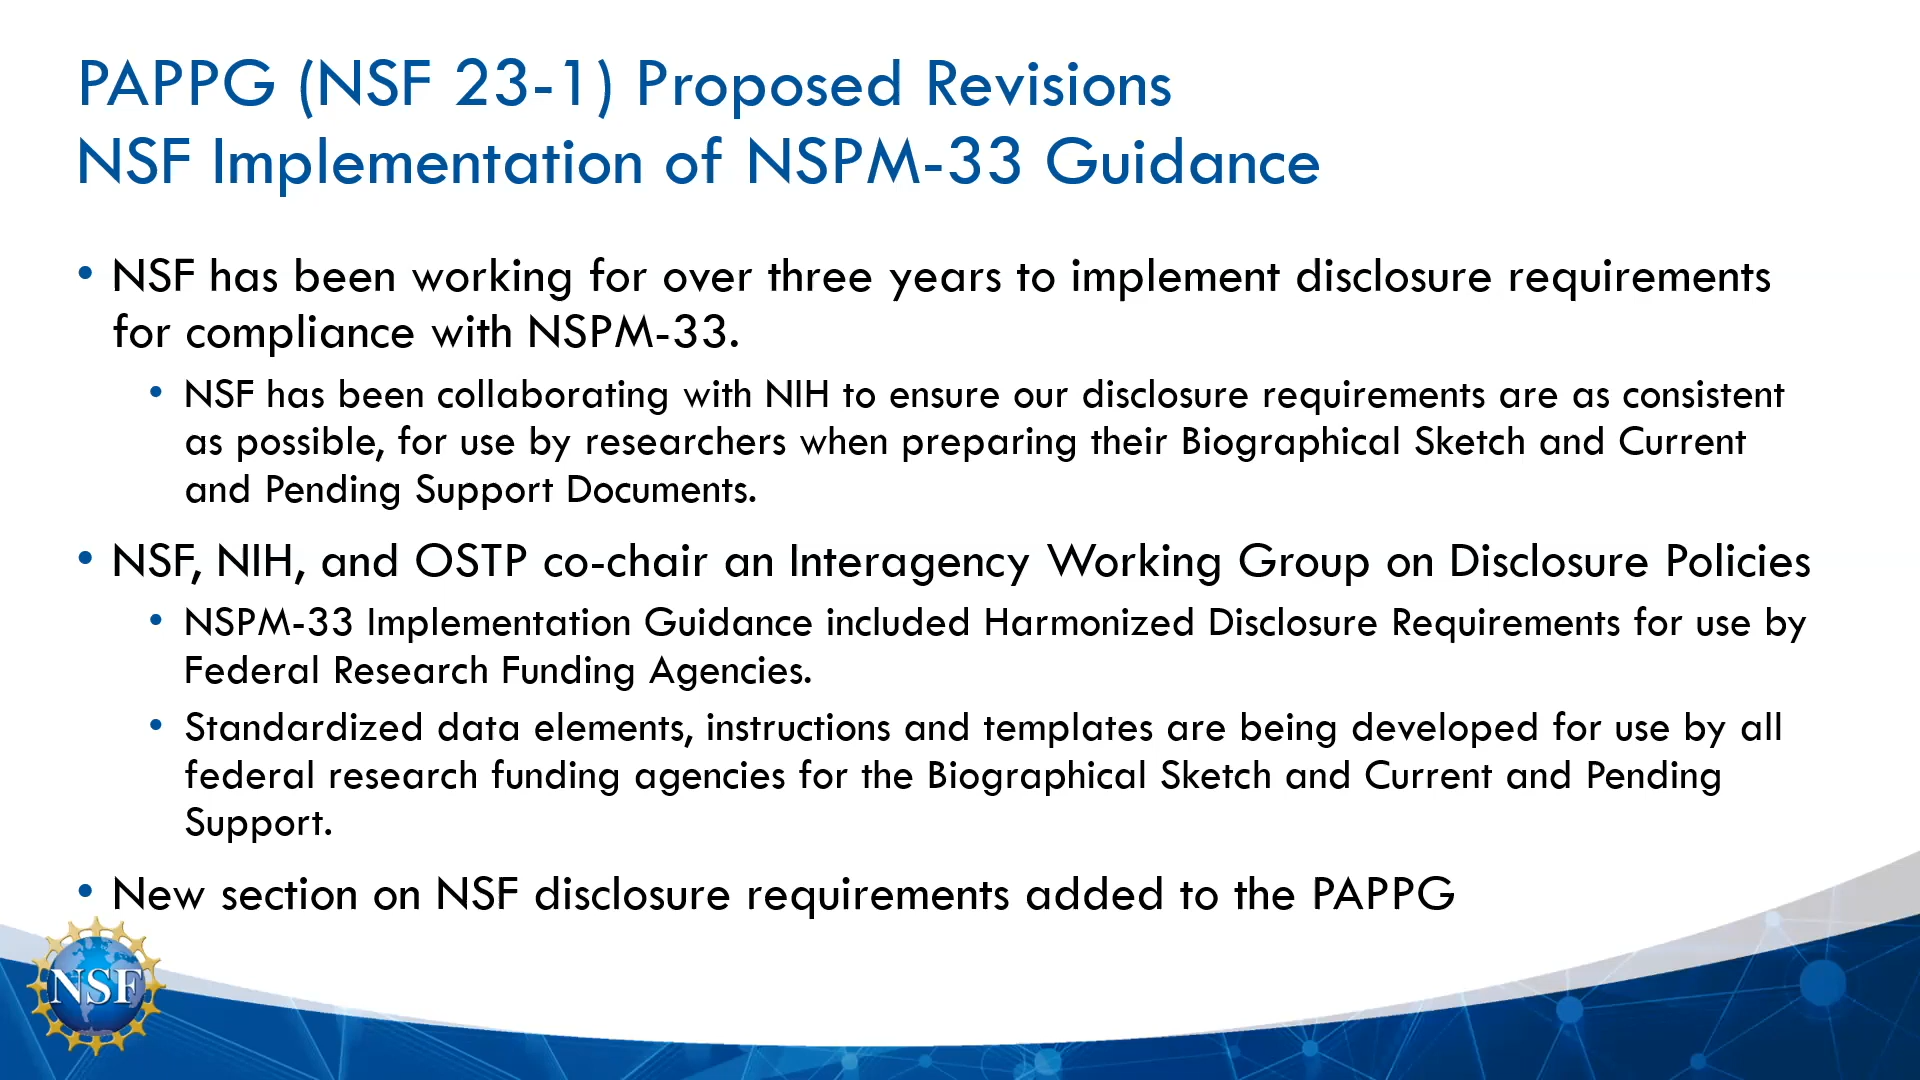 PAPPG (NSF 23-1) Proposed Revisions
NSF Implementation of NSPM-33 Guidance
• NSF has been working for over three years to implement disclosure requirements
for compliance with NSPM-33.
• NSF has been collaborating with NIH to ensure our disclosure requirements are as consistent
as possible, for use by researchers when preparing their Biographical Sketch and Current
and Pending Support Documents.
• NSF, NIH, and OSTP co-chair an Interagency Working Group on Disclosure Policies
• NSPM-33 Implementation Guidance included Harmonized Disclosure Requirements for use by
Federal Research Funding Agencies.
• Standardized data elements, instructions and templates are being developed for use by all
federal research funding agencies for the Biographical Sketch and Current and Pending
Support.
• New section on NSF disclosure requirements added to the PAPPG
NSF